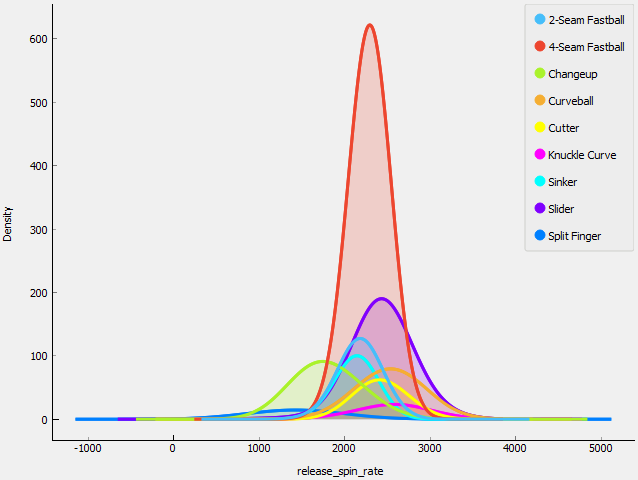 2-Seam Fastball
4-Seam Fastball
Changeup
Curveball
Cutter
Knuckle Curve
Sinker
Slider
Split Finger
600
500
400
300
200
100
0
Density
-1000
0
1000
2000
3000
4000
5000
release_spin_rate